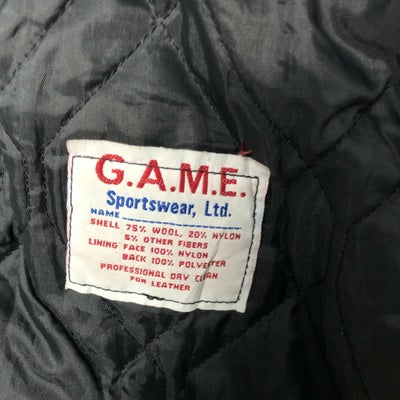 G.A.M.E.
Sportswear, Ltd.
NAME
SHELL 75% WOOL, 20% NYLON
5% OTHER FIBERS
LINING FACE 100% NYLON
BACK 100% POLYESTER
PROFESSIONAL DRY CLEAN
FOR LEATHER